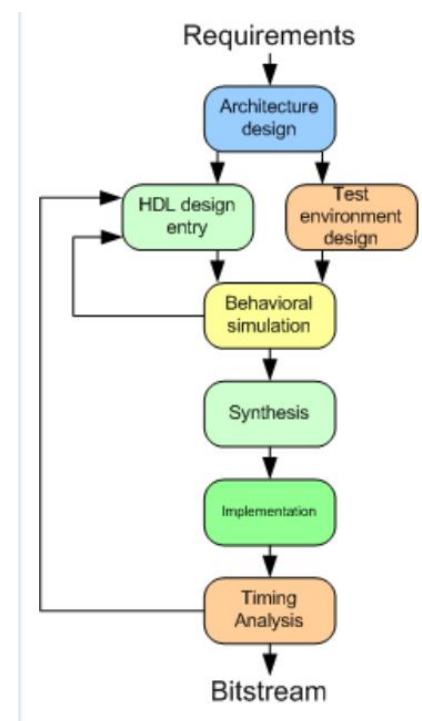 Requirements
Architecture
design
HDL design
entry
Test
environment
design
Behavioral
simulation
Synthesis
Implementation
Timing
Analysis
Bitstream